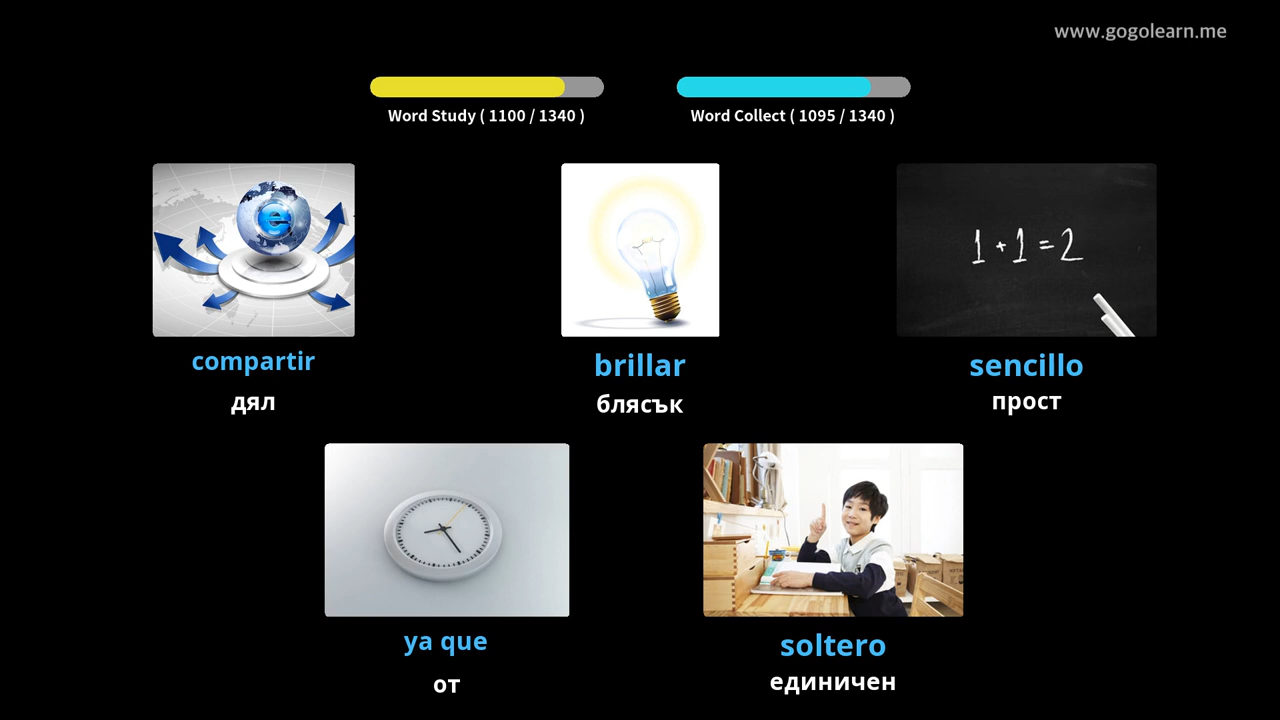 www.gogolearn.me
Word Study ( 1100 / 1340 )
Word Collect ( 1095 / 1340 )
e
1 + 1 = 2
compartir
дял
brillar
блясък
sencillo
прост
ya que
от
soltero
единичен